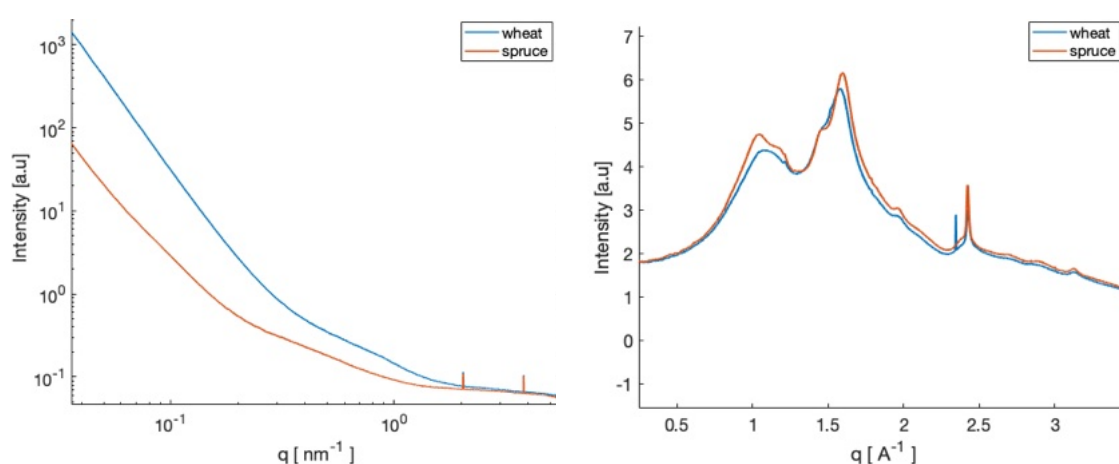 10^3
10^2
10^1
10^0
10^-1
Intensity [a.u]
10^-1
10^0
q [ nm^-1 ]
wheat
spruce
7
6
5
4
3
2
1
0
-1
Intensity [a.u]
0.5
1
1.5
2
2.5
3
q [ A^-1 ]
wheat
spruce